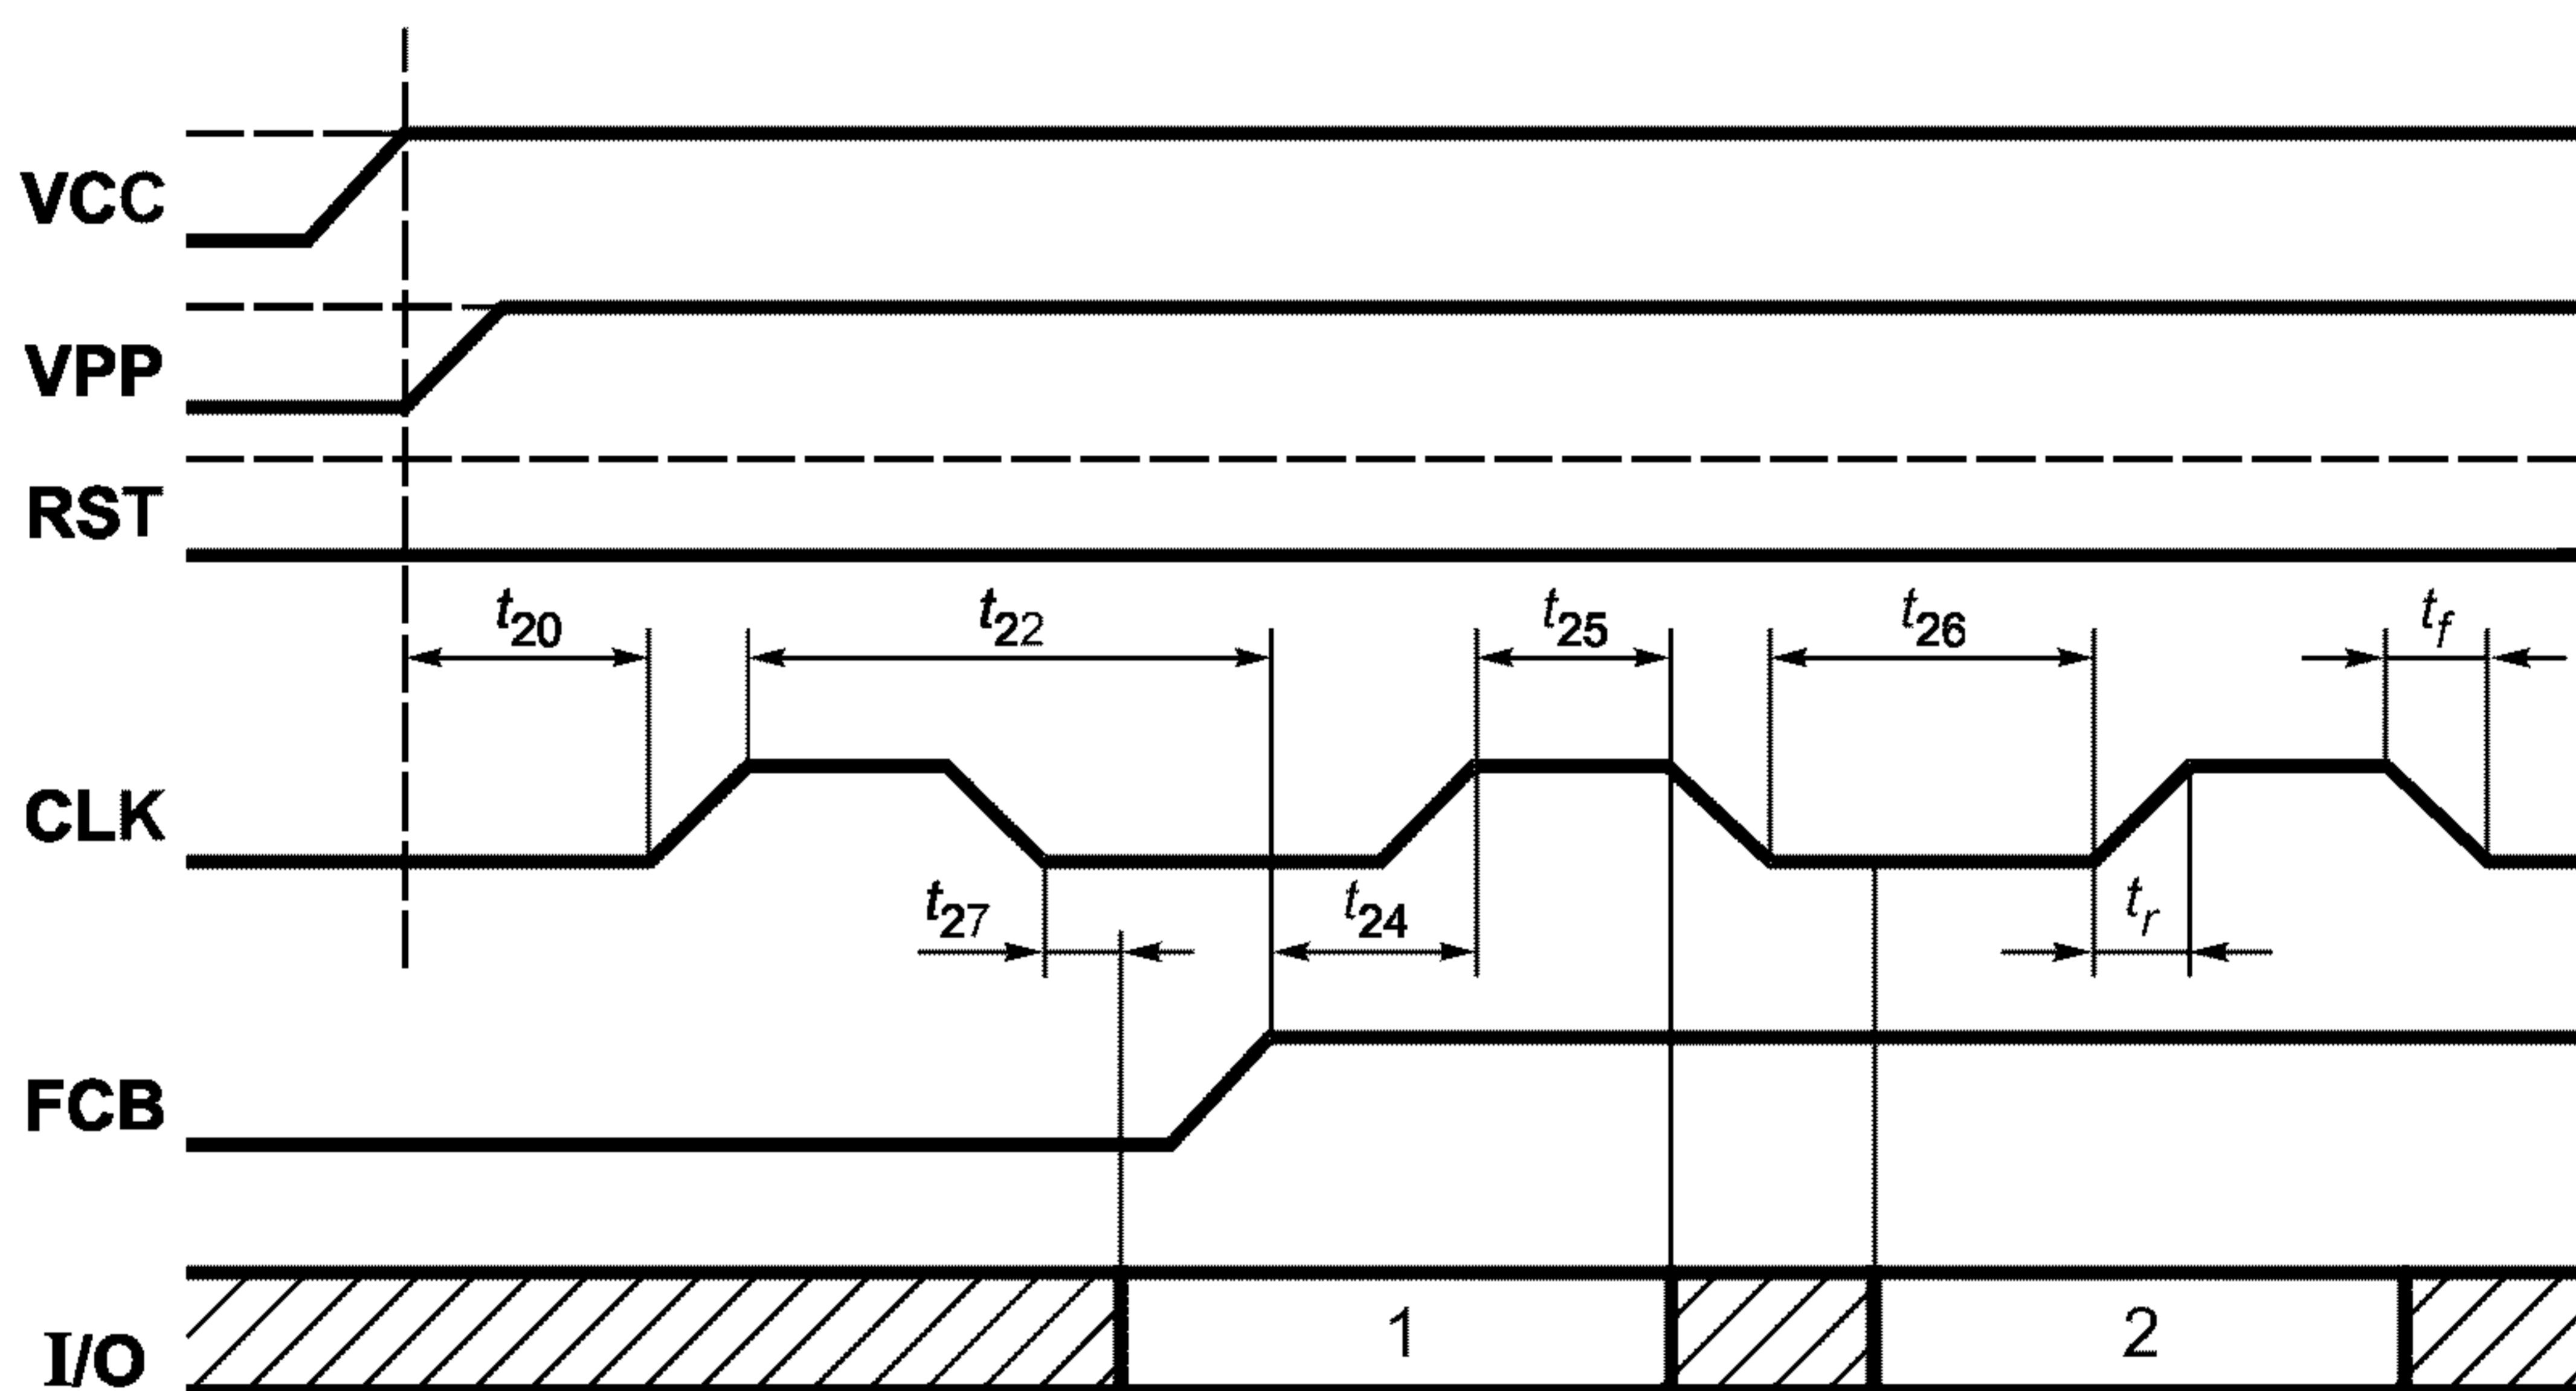 VCC
VPP
RST
t20 t22 t25 t26 tf
CLK
t27 t24 tr
FCB
I/O 1 2